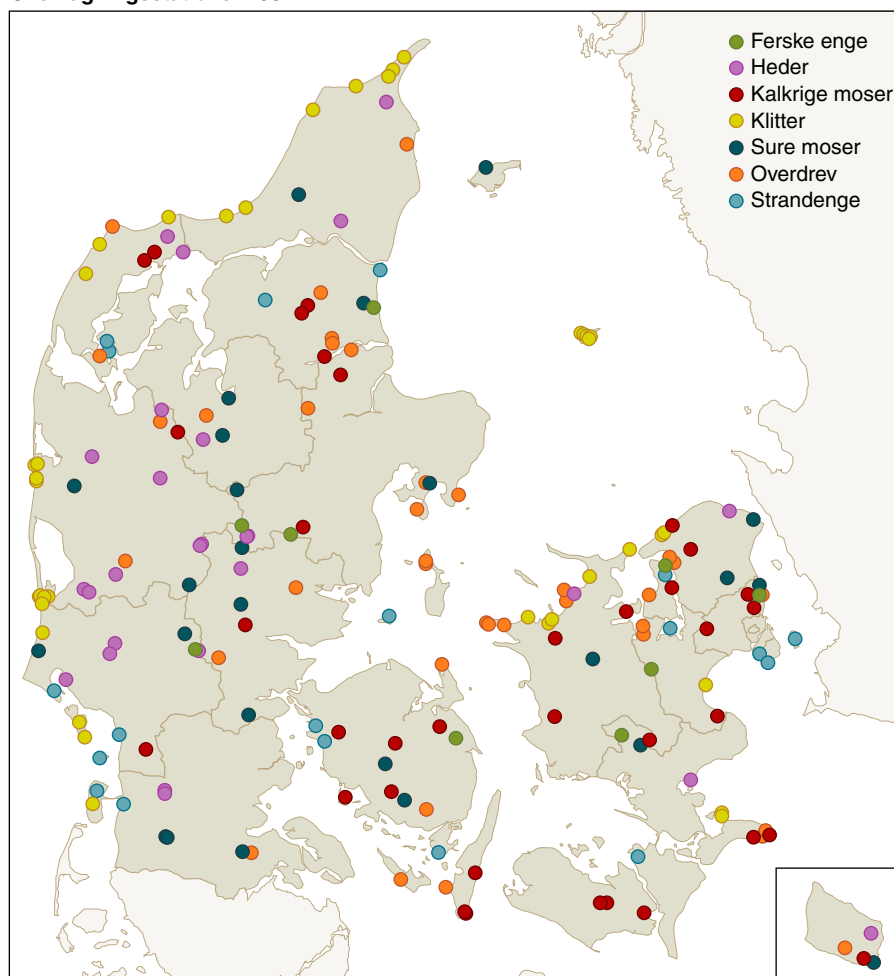 Ferske enge
Heder
Kalkrige moser
Klitter
Sure moser
Overdrev
Strandenge